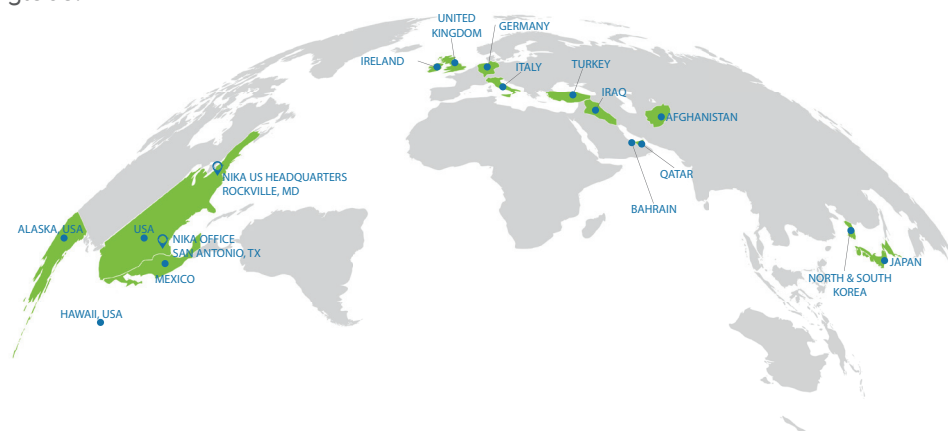 UNITED
KINGDOM
GERMANY
IRELAND
ITALY
TURKEY
IRAQ
AFGHANISTAN
QATAR
BAHRAIN
NIKA US HEADQUARTERS
ROCKVILLE, MD
ALASKA, USA
USA
NIKA OFFICE
SAN ANTONIO, TX
MEXICO
HAWAII, USA
JAPAN
NORTH & SOUTH
KOREA